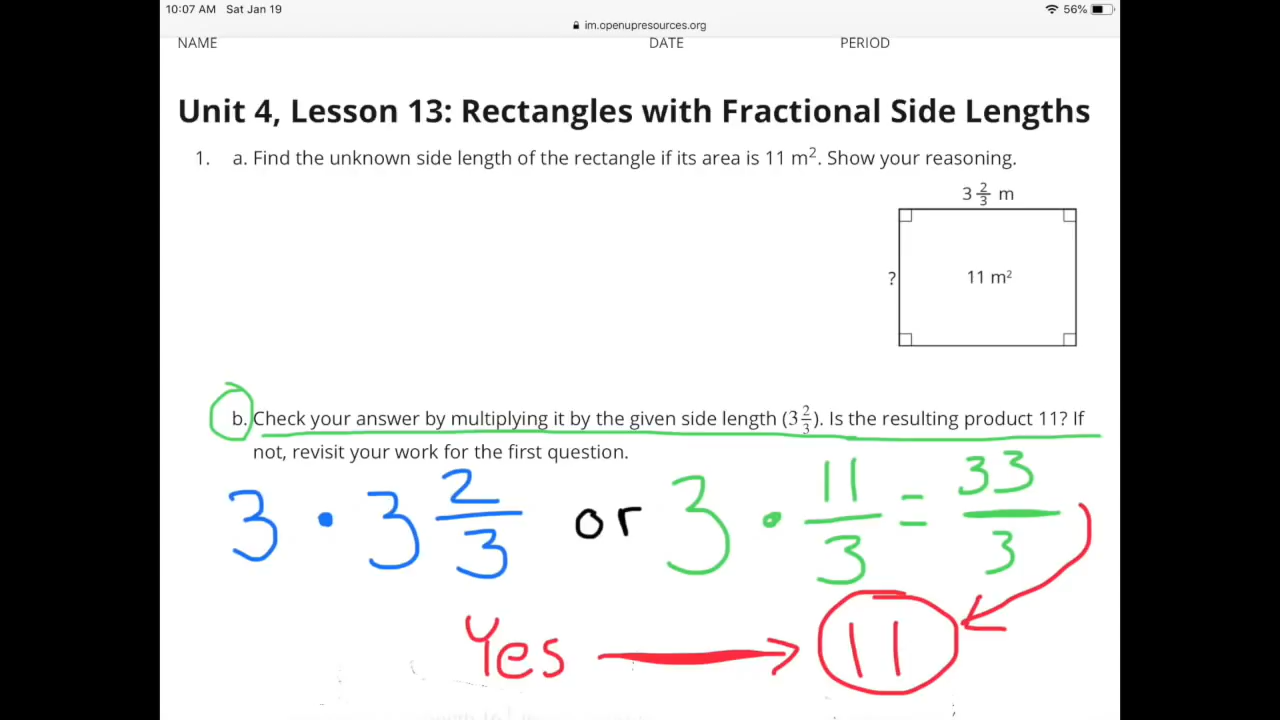 10:07 AM Sat Jan 19 56%
im.openupresources.org
NAME DATE PERIOD
Unit 4, Lesson 13: Rectangles with Fractional Side Lengths
1. a. Find the unknown side length of the rectangle if its area is 11 m². Show your reasoning.
3 2/3 m
? 11 m²
b. Check your answer by multiplying it by the given side length (3 2/3). Is the resulting product 11? If
not, revisit your work for the first question.
3 · 3 2/3 or 3 · 11/3 = 33/3
Yes 11